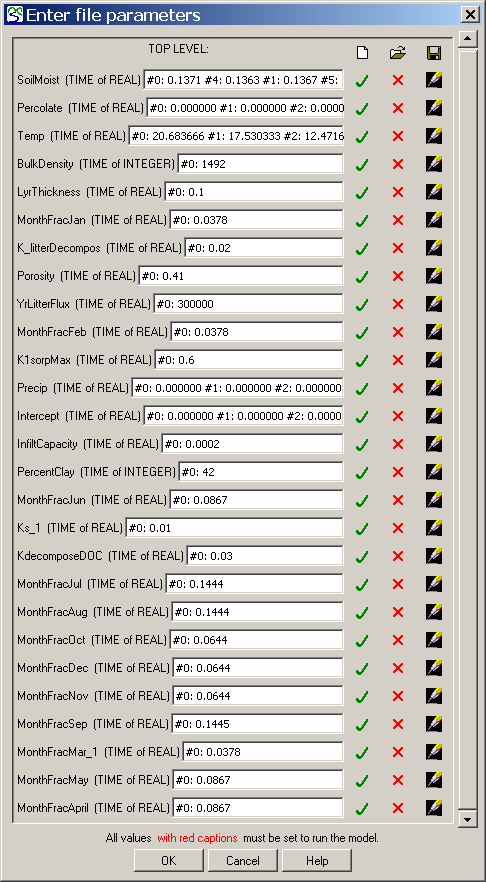 Enter file parameters
TOP LEVEL:
SoilMoist (TIME of REAL) #0: 0.1371 #4: 0.1363 #1: 0.1367 #5:
Percolate (TIME of REAL) #0: 0.000000 #1: 0.000000 #2: 0.0000
Temp (TIME of REAL) #0: 20.683666 #1: 17.530333 #2: 12.4716
BulkDensity (TIME of INTEGER) #0: 1492
LyrThickness (TIME of REAL) #0: 0.1
MonthFracJan (TIME of REAL) #0: 0.0378
K_litterDecompos (TIME of REAL) #0: 0.02
Porosity (TIME of REAL) #0: 0.41
YrLitterFlux (TIME of REAL) #0: 300000
MonthFracFeb (TIME of REAL) #0: 0.0378
K1sorpMax (TIME of REAL) #0: 0.6
Precip (TIME of REAL) #0: 0.000000 #1: 0.000000 #2: 0.000000
Intercept (TIME of REAL) #0: 0.000000 #1: 0.000000 #2: 0.0000
InfiltCapacity (TIME of REAL) #0: 0.0002
PercentClay (TIME of INTEGER) #0: 42
MonthFracJun (TIME of REAL) #0: 0.0867
Ks_1 (TIME of REAL) #0: 0.01
KdecomposeDOC (TIME of REAL) #0: 0.03
MonthFracJul (TIME of REAL) #0: 0.1444
MonthFracAug (TIME of REAL) #0: 0.1444
MonthFracOct (TIME of REAL) #0: 0.0644
MonthFracDec (TIME of REAL) #0: 0.0644
MonthFracNov (TIME of REAL) #0: 0.0644
MonthFracSep (TIME of REAL) #0: 0.1445
MonthFracMar_1 (TIME of REAL) #0: 0.0378
MonthFracMay (TIME of REAL) #0: 0.0867
MonthFracApril (TIME of REAL) #0: 0.0867
All values with red captions must be set to run the model.
OK Cancel Help